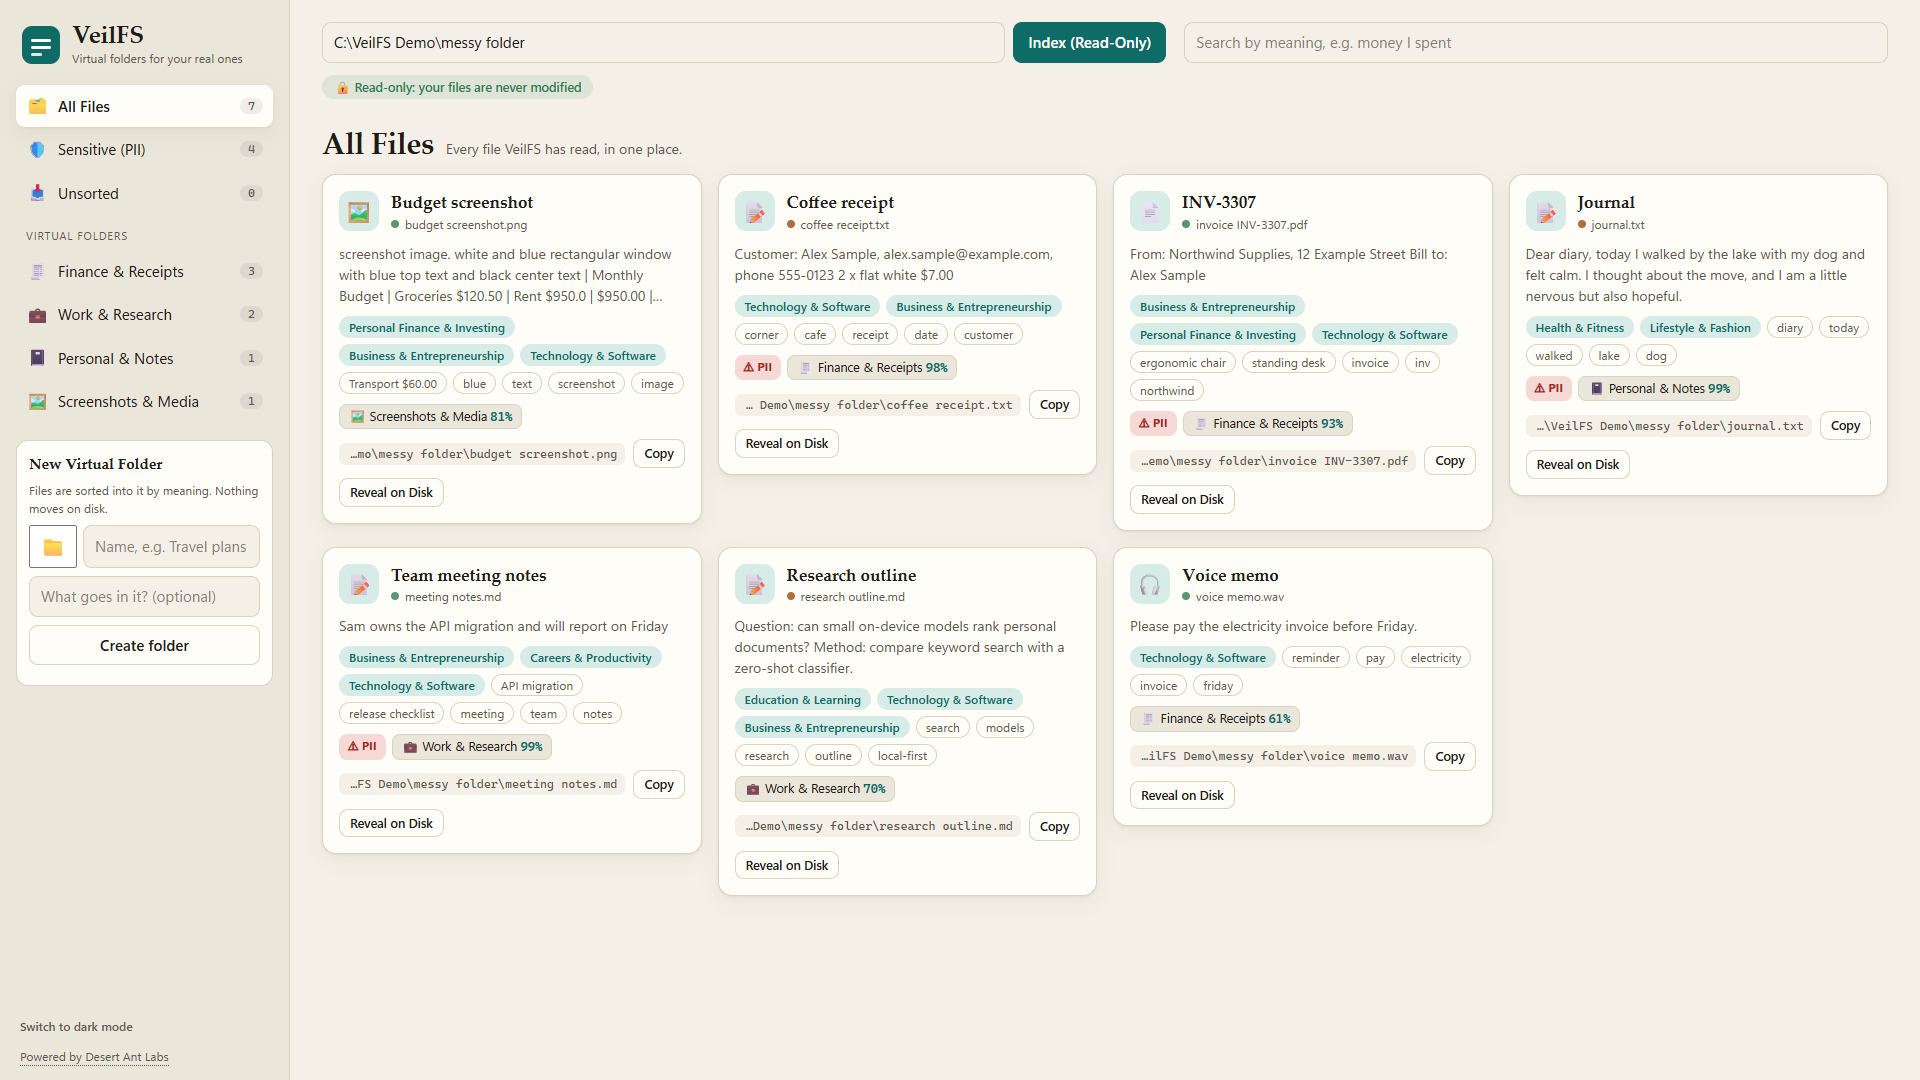 VeilFS
Virtual folders for your real ones
All Files 7
Sensitive (PII) 4
Unsorted 0
VIRTUAL FOLDERS
Finance & Receipts 3
Work & Research 2
Personal & Notes 1
Screenshots & Media 1
New Virtual Folder
Files are sorted into it by meaning. Nothing
moves on disk.
Name, e.g. Travel plans
What goes in it? (optional)
Create folder
Switch to dark mode
Powered by Desert Ant Labs
C:\VeilFS Demo\messy folder
Index (Read-Only)
Search by meaning, e.g. money I spent
Read-only: your files are never modified
All Files Every file VeilFS has read, in one place.
Budget screenshot
budget screenshot.png
screenshot image. white and blue rectangular window
with blue top text and black center text | Monthly
Budget | Groceries $120.50 | Rent $950.0 | $950.00 |...
Personal Finance & Investing
Business & Entrepreneurship Technology & Software
Transport $60.00 blue text screenshot image
Screenshots & Media 81%
…mo\messy folder\budget screenshot.png Copy
Reveal on Disk
Coffee receipt
coffee receipt.txt
Customer: Alex Sample, alex.sample@example.com,
phone 555-0123 2 x flat white $7.00
Technology & Software Business & Entrepreneurship
corner cafe receipt date customer
PII Finance & Receipts 98%
… Demo\messy folder\coffee receipt.txt Copy
Reveal on Disk
INV-3307
invoice INV-3307.pdf
From: Northwind Supplies, 12 Example Street Bill to:
Alex Sample
Business & Entrepreneurship
Personal Finance & Investing Technology & Software
ergonomic chair standing desk invoice inv
northwind
PII Finance & Receipts 93%
…emo\messy folder\invoice INV-3307.pdf Copy
Reveal on Disk
Journal
journal.txt
Dear diary, today I walked by the lake with my dog and
felt calm. I thought about the move, and I am a little
nervous but also hopeful.
Health & Fitness Lifestyle & Fashion diary today
walked lake dog
PII Personal & Notes 99%
…\VeilFS Demo\messy folder\journal.txt Copy
Reveal on Disk
Team meeting notes
meeting notes.md
Sam owns the API migration and will report on Friday
Business & Entrepreneurship Careers & Productivity
Technology & Software API migration
release checklist meeting team notes
PII Work & Research 99%
…FS Demo\messy folder\meeting notes.md Copy
Reveal on Disk
Research outline
research outline.md
Question: can small on-device models rank personal
documents? Method: compare keyword search with a
zero-shot classifier.
Education & Learning Technology & Software
Business & Entrepreneurship search models
research outline local-first
Work & Research 70%
…Demo\messy folder\research outline.md Copy
Reveal on Disk
Voice memo
voice memo.wav
Please pay the electricity invoice before Friday.
Technology & Software reminder pay electricity
invoice friday
Finance & Receipts 61%
…ilFS Demo\messy folder\voice memo.wav Copy
Reveal on Disk